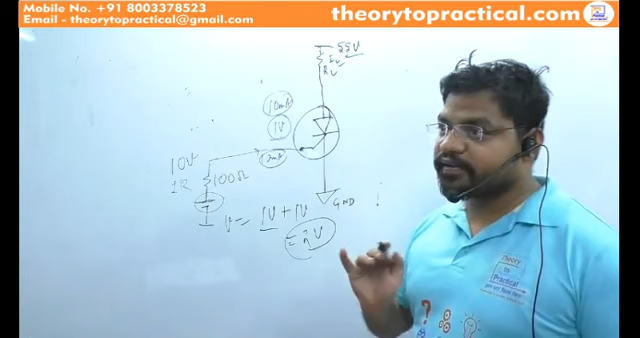 Mobile No. +91 8003378523
Email - theorytopractical@gmail.com
theorytopractical.com
55V
RL
10mA
1V
2mA
10V
1R
100Ω
V = 1V + 1V
= 2V
GND
Theory
to
Practical